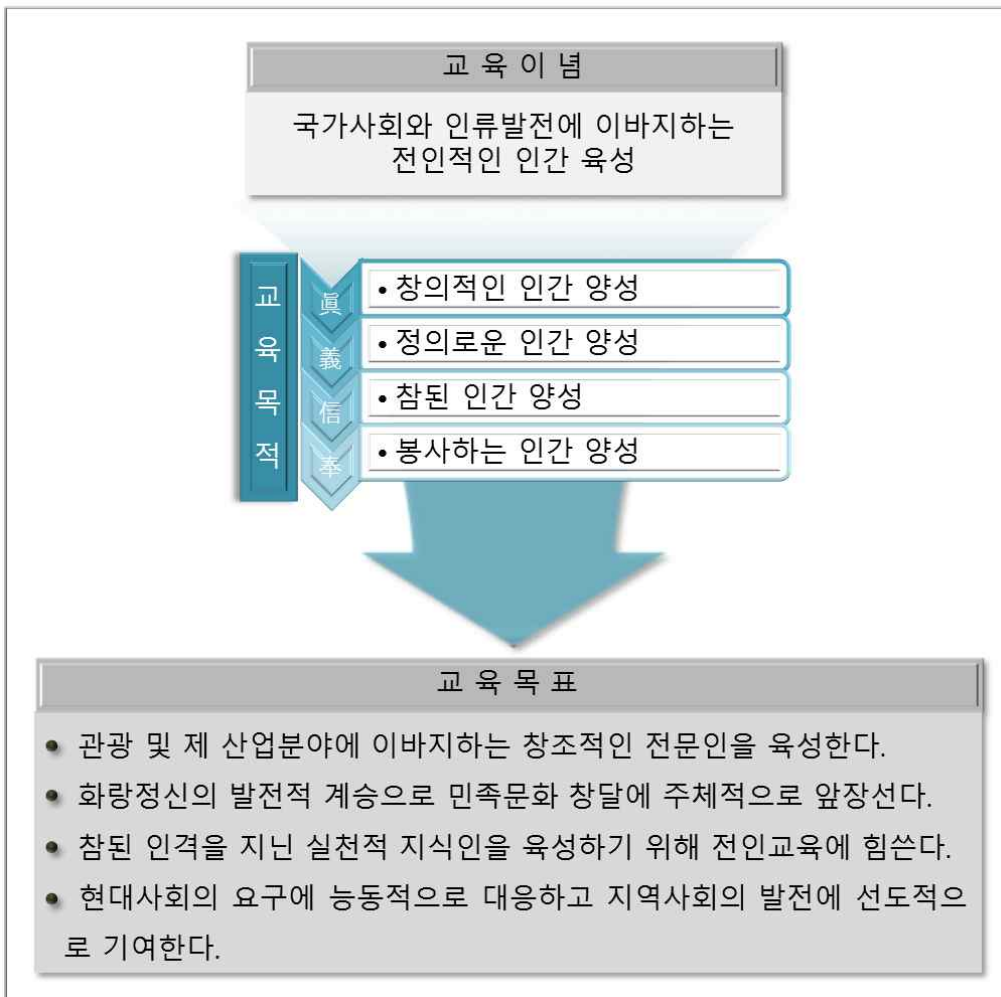 교 육 이 념
국가사회와 인류발전에 이바지하는
전인적인 인간 육성
교
육
목
적
眞
• 창의적인 인간 양성
義
• 정의로운 인간 양성
信
• 참된 인간 양성
奉
• 봉사하는 인간 양성
교 육 목 표
• 관광 및 제 산업분야에 이바지하는 창조적인 전문인을 육성한다.
• 화랑정신의 발전적 계승으로 민족문화 창달에 주체적으로 앞장선다.
• 참된 인격을 지닌 실천적 지식인을 육성하기 위해 전인교육에 힘쓴다.
• 현대사회의 요구에 능동적으로 대응하고 지역사회의 발전에 선도적으
로 기여한다.